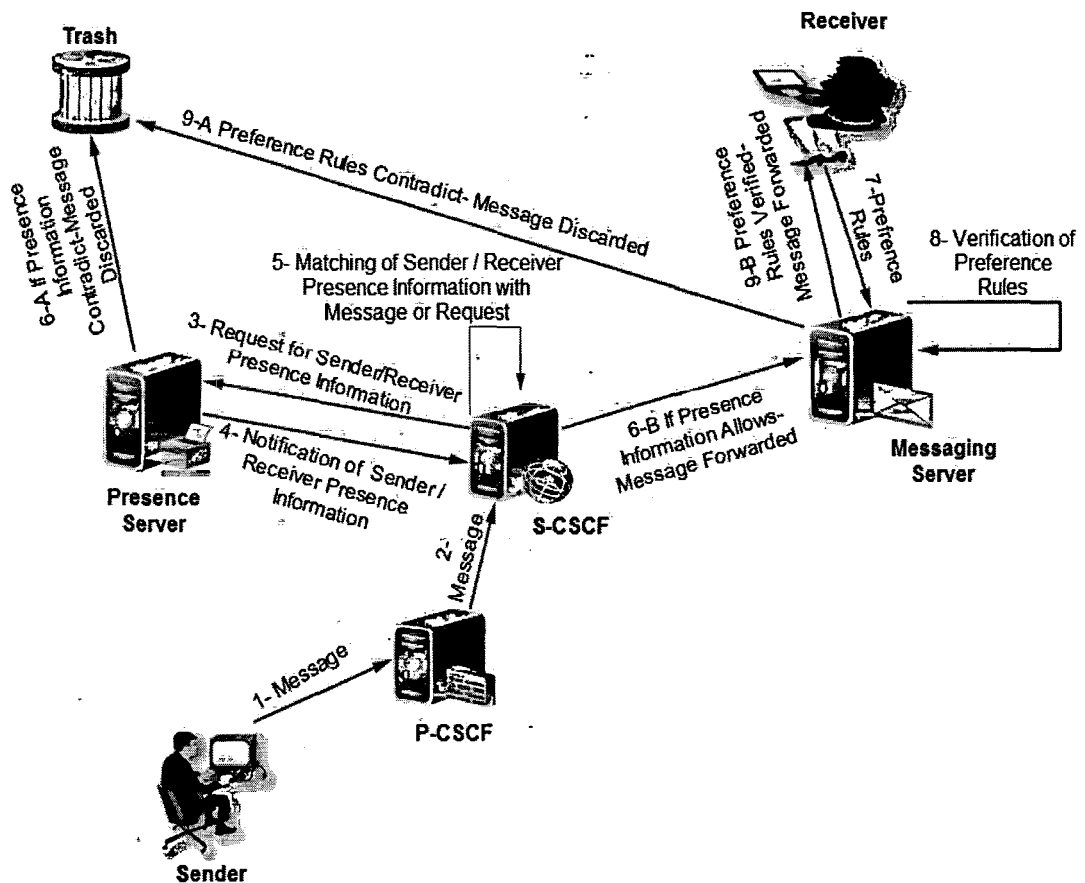 Trash
Receiver
9-A Preference Rules Contradict- Message Discarded
6-A If Presence
Information
Contradict-Message
Discarded
9-B Preference
Rules Verified-
Message Forwarded
7-Prefrence
Rules
8- Verification of
Preference
Rules
5- Matching of Sender / Receiver
Presence Information with
Message or Request
3- Request for Sender/Receiver
Presence Information
4- Notification of Sender /
Receiver Presence
Information
6-B If Presence
Information Allows-
Message Forwarded
Messaging
Server
Presence
Server
S-CSCF
2-
Message
1- Message
P-CSCF
Sender